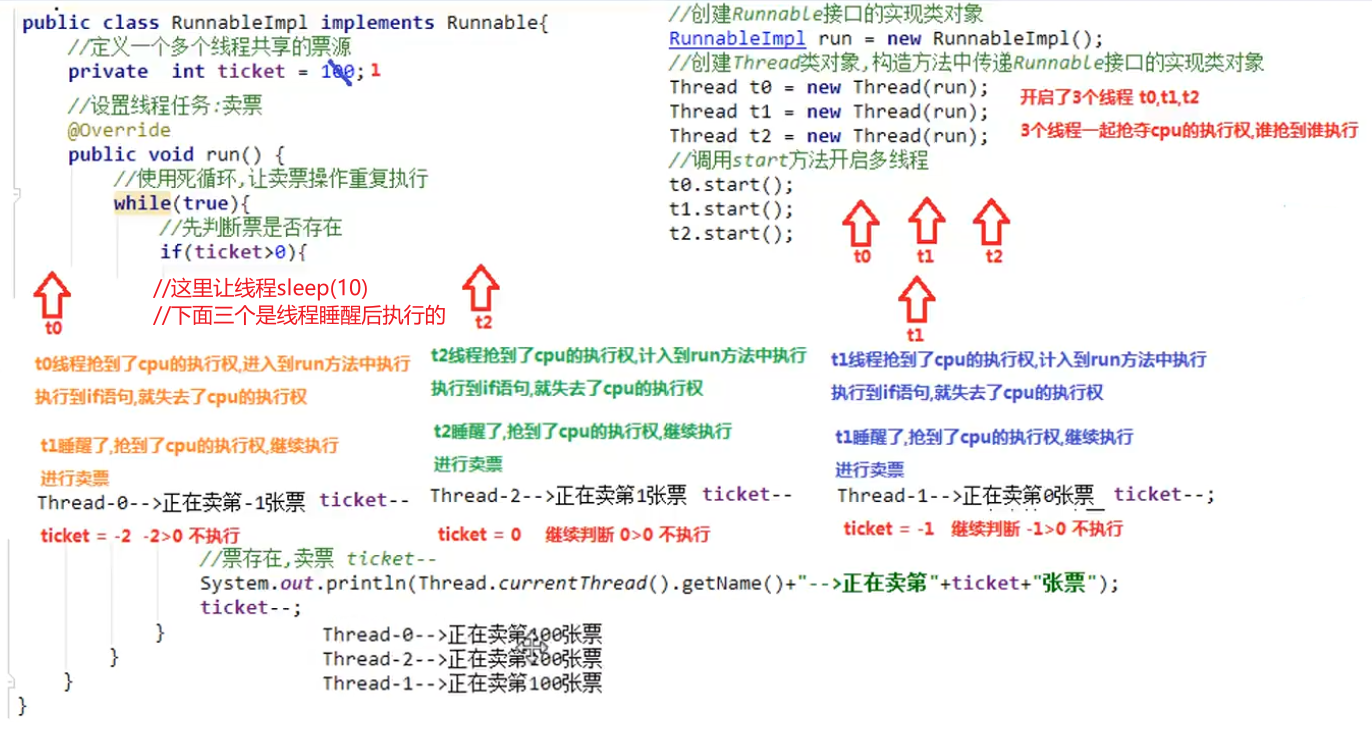 public class RunnableImpl implements Runnable{
//定义一个多个线程共享的票源
private int ticket = 100; 1
//设置线程任务:卖票
@Override
public void run() {
//使用死循环,让卖票操作重复执行
while(true){
//先判断票是否存在
if(ticket>0){
//创建Runnable接口的实现类对象
RunnableImpl run = new RunnableImpl();
//创建Thread类对象,构造方法中传递Runnable接口的实现类对象
Thread t0 = new Thread(run);
Thread t1 = new Thread(run);
Thread t2 = new Thread(run);
开启了3个线程 t0,t1,t2
3个线程一起抢夺cpu的执行权,谁抢到谁执行
//调用start方法开启多线程
t0.start();
t1.start();
t2.start();
t0
t1
t2
//这里让线程sleep(10)
//下面三个是线程睡醒后执行的
t0
t0线程抢到了cpu的执行权,进入到run方法中执行
执行到if语句,就失去了cpu的执行权
t1睡醒了,抢到了cpu的执行权,继续执行
进行卖票
Thread-0-->正在卖第-1张票 ticket--
ticket = -2 -2>0 不执行
t2
t2线程抢到了cpu的执行权,计入到run方法中执行
执行到if语句,就失去了cpu的执行权
t2睡醒了,抢到了cpu的执行权,继续执行
进行卖票
Thread-2-->正在卖第1张票 ticket--
ticket = 0 继续判断 0>0 不执行
t1
t1线程抢到了cpu的执行权,计入到run方法中执行
执行到if语句,就失去了cpu的执行权
t1睡醒了,抢到了cpu的执行权,继续执行
进行卖票
Thread-1-->正在卖第0张票 ticket--;
ticket = -1 继续判断 -1>0 不执行
//票存在,卖票 ticket--
System.out.println(Thread.currentThread().getName()+"-->正在卖第"+ticket+"张票");
ticket--;
}
Thread-0-->正在卖第100张票
}
Thread-2-->正在卖第100张票
}
Thread-1-->正在卖第100张票
}